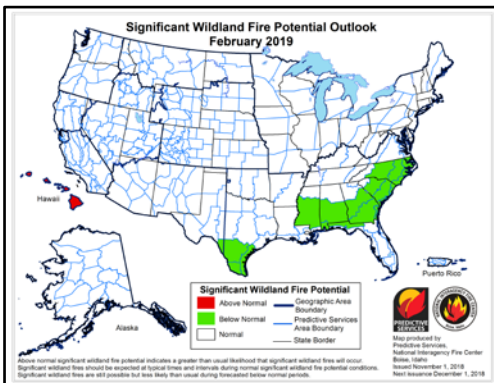 Significant Wildland Fire Potential Outlook
February 2019
Hawaii
Alaska
Puerto Rico
Significant Wildland Fire Potential
Above Normal
Below Normal
Normal
Geographic Area
Boundary
Predictive Services
Area Boundary
State Border
PREDICTIVE
SERVICES
Map produced by
Predictive Services,
National Interagency Fire Center
Boise, Idaho
Issued November 1, 2018
Next issuance December 1, 2018
Above normal significant wildland fire potential indicates a greater than usual likelihood that significant wildland fires will occur.
Significant wildland fires should be expected at typical times and intervals during normal significant wildland fire potential conditions.
Significant wildland fires are still possible but less likely than usual during forecasted below normal periods.